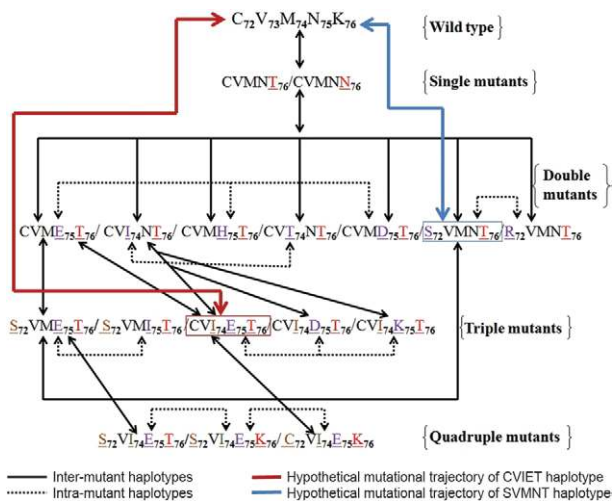 C₇₂V₇₃M₇₄N₇₅K₇₆ {Wild type}
CVMNT₇₆/CVMNN₇₆ {Single mutants}
{Double mutants}
CVME₇₅T₇₆/ CVI₇₄NT₇₆/ CVMH₇₅T₇₆/ CVT₇₄NT₇₆/ CVMD₇₅T₇₆/ S₇₂VMNT₇₆/ R₇₂VMNT₇₆
S₇₂VME₇₅T₇₆/ S₇₂VMI₇₅T₇₆/ CVI₇₄E₇₅T₇₆/ CVI₇₄D₇₅T₇₆/ CVI₇₄K₇₅T₇₆ {Triple mutants}
S₇₂VI₇₄E₇₅T₇₆/ S₇₂VI₇₄E₇₅K₇₆/ C₇₂VI₇₄E₇₅K₇₆ {Quadruple mutants}
Inter-mutant haplotypes Hypothetical mutational trajectory of CVIET haplotype
Intra-mutant haplotypes Hypothetical mutational trajectory of SVMNT haplotype